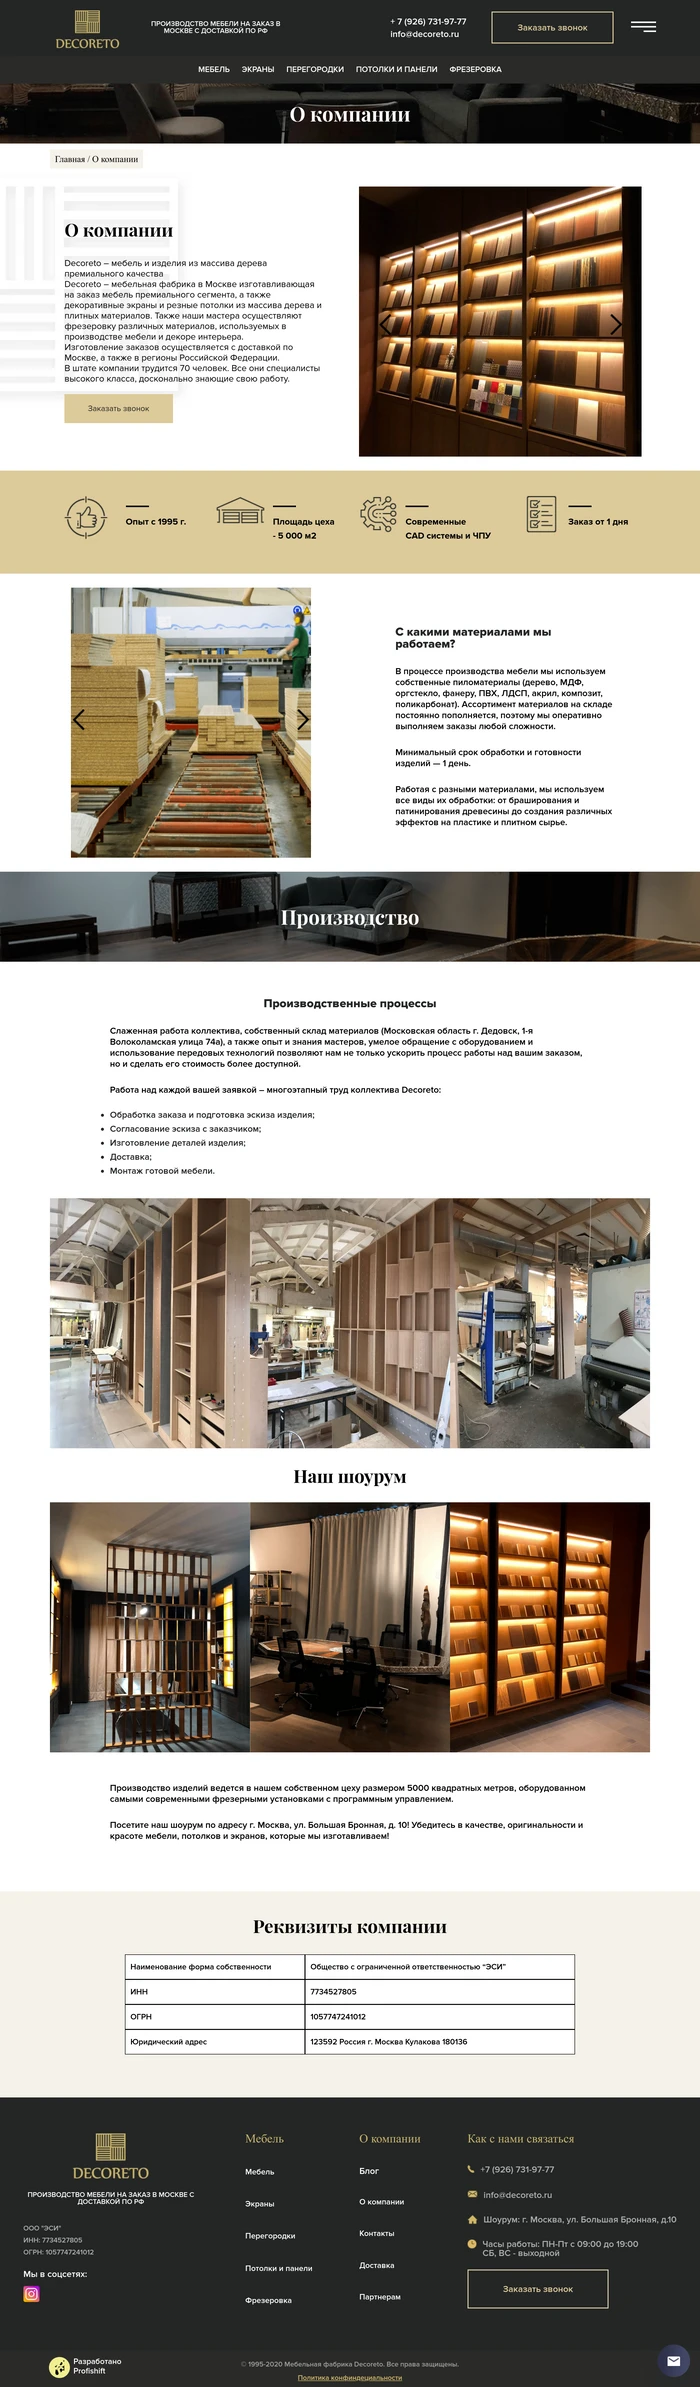 DECORETO
ПРОИЗВОДСТВО МЕБЕЛИ НА ЗАКАЗ В
МОСКВЕ С ДОСТАВКОЙ ПО РФ
+ 7 (926) 731-97-77
info@decoreto.ru
Заказать звонок
МЕБЕЛЬ ЭКРАНЫ ПЕРЕГОРОДКИ ПОТОЛКИ И ПАНЕЛИ ФРЕЗЕРОВКА
О компании
Главная / О компании
О компании
Decoreto – мебель и изделия из массива дерева
премиального качества
Decoreto – мебельная фабрика в Москве изготавливающая
на заказ мебель премиального сегмента, а также
декоративные экраны и резные потолки из массива дерева и
плитных материалов. Также наши мастера осуществляют
фрезеровку различных материалов, используемых в
производстве мебели и декоре интерьера.
Изготовление заказов осуществляется с доставкой по
Москве, а также в регионы Российской Федерации.
В штате компании трудится 70 человек. Все они специалисты
высокого класса, досконально знающие свою работу.
Заказать звонок
Опыт с 1995 г.
Площадь цеха
- 5 000 м2
Современные
CAD системы и ЧПУ
Заказ от 1 дня
С какими материалами мы
работаем?
В процессе производства мебели мы используем
собственные пиломатериалы (дерево, МДФ,
оргстекло, фанеру, ПВХ, ЛДСП, акрил, композит,
поликарбонат). Ассортимент материалов на складе
постоянно пополняется, поэтому мы оперативно
выполняем заказы любой сложности.
Минимальный срок обработки и готовности
изделий — 1 день.
Работая с разными материалами, мы используем
все виды их обработки: от браширования и
патинирования древесины до создания различных
эффектов на пластике и плитном сырье.
Производство
Производственные процессы
Слаженная работа коллектива, собственный склад материалов (Московская область г. Дедовск, 1-я
Волоколамская улица 74а), а также опыт и знания мастеров, умелое обращение с оборудованием и
использование передовых технологий позволяют нам не только ускорить процесс работы над вашим заказом,
но и сделать его стоимость более доступной.
Работа над каждой вашей заявкой – многоэтапный труд коллектива Decoreto:
• Обработка заказа и подготовка эскиза изделия;
• Согласование эскиза с заказчиком;
• Изготовление деталей изделия;
• Доставка;
• Монтаж готовой мебели.
Наш шоурум
Производство изделий ведется в нашем собственном цеху размером 5000 квадратных метров, оборудованном
самыми современными фрезерными установками с программным управлением.
Посетите наш шоурум по адресу г. Москва, ул. Большая Бронная, д. 10! Убедитесь в качестве, оригинальности и
красоте мебели, потолков и экранов, которые мы изготавливаем!
Реквизиты компании
Наименование форма собственности Общество с ограниченной ответственностью “ЭСИ”
ИНН 7734527805
ОГРН 1057747241012
Юридический адрес 123592 Россия г. Москва Кулакова 180136
DECORETO
ПРОИЗВОДСТВО МЕБЕЛИ НА ЗАКАЗ В МОСКВЕ С
ДОСТАВКОЙ ПО РФ
ООО "ЭСИ"
ИНН: 7734527805
ОГРН: 1057747241012
Мы в соцсетях:
Мебель
Мебель
Экраны
Перегородки
Потолки и панели
Фрезеровка
О компании
Блог
О компании
Контакты
Доставка
Партнерам
Как с нами связаться
+7 (926) 731-97-77
info@decoreto.ru
Шоурум: г. Москва, ул. Большая Бронная, д.10
Часы работы: ПН-Пт с 09:00 до 19:00
СБ, ВС - выходной
Заказать звонок
Разработано
Profishift
© 1995-2020 Мебельная фабрика Decoreto. Все права защищены.
Политика конфиндециальности